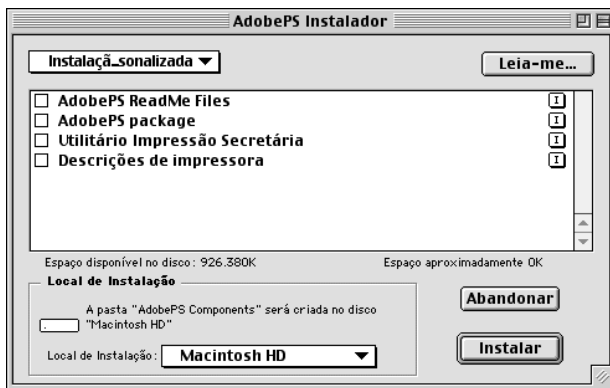 AdobePS Instalador
Instalaçã…sonalizada
Leia-me...
AdobePS ReadMe Files
AdobePS package
Utilitário Impressão Secretária
Descrições de impressora
Espaço disponível no disco: 926.380K
Espaço aproximadamente 0K
Local de Instalação
A pasta "AdobePS Components" será criada no disco
"Macintosh HD"
Abandonar
Local de Instalação: Macintosh HD
Instalar